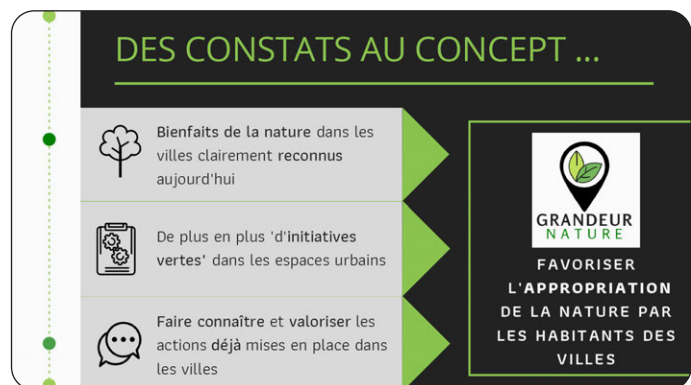 DES CONSTATS AU CONCEPT ...
Bienfaits de la nature dans les
villes clairement reconnus
aujourd'hui
De plus en plus 'd'initiatives
vertes' dans les espaces urbains
Faire connaître et valoriser les
actions déjà mises en place dans
les villes
GRANDEUR
NATURE
FAVORISER
L'APPROPRIATION
DE LA NATURE PAR
LES HABITANTS DES
VILLES